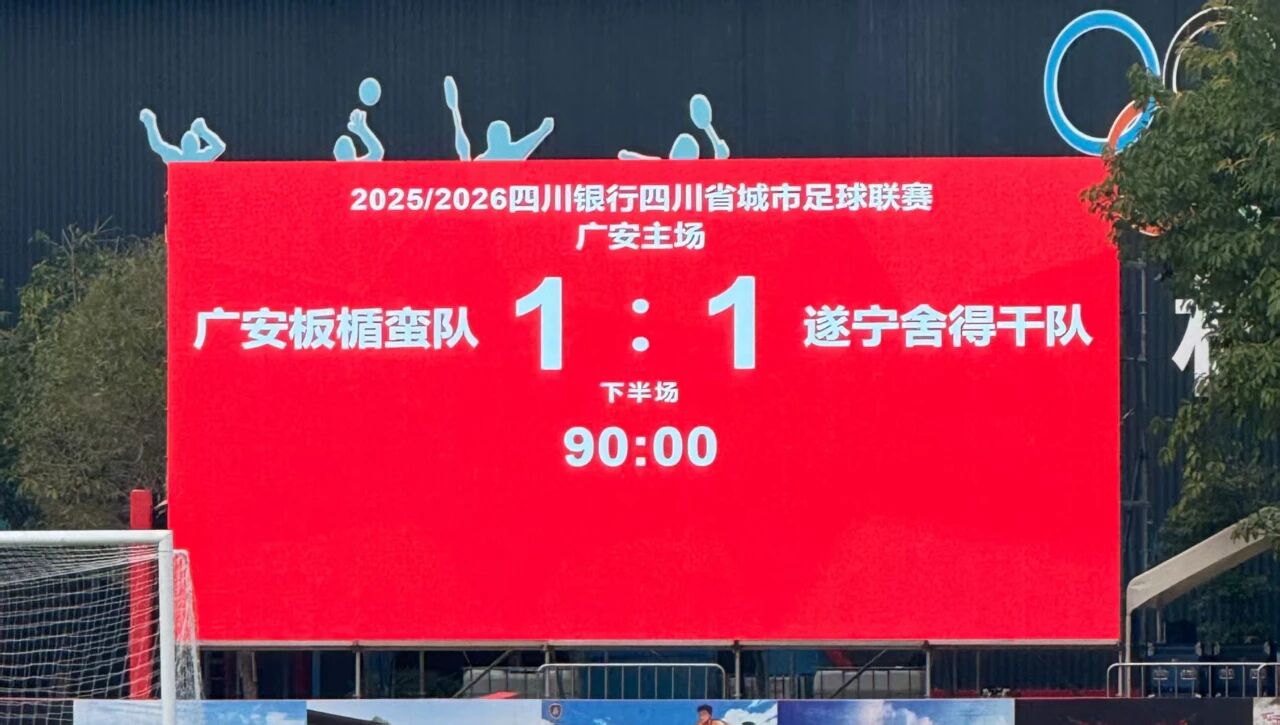 2025/2026四川银行四川省城市足球联赛
广安主场
广安板楯蛮队 1 : 1 遂宁舍得干队
下半场
90:00